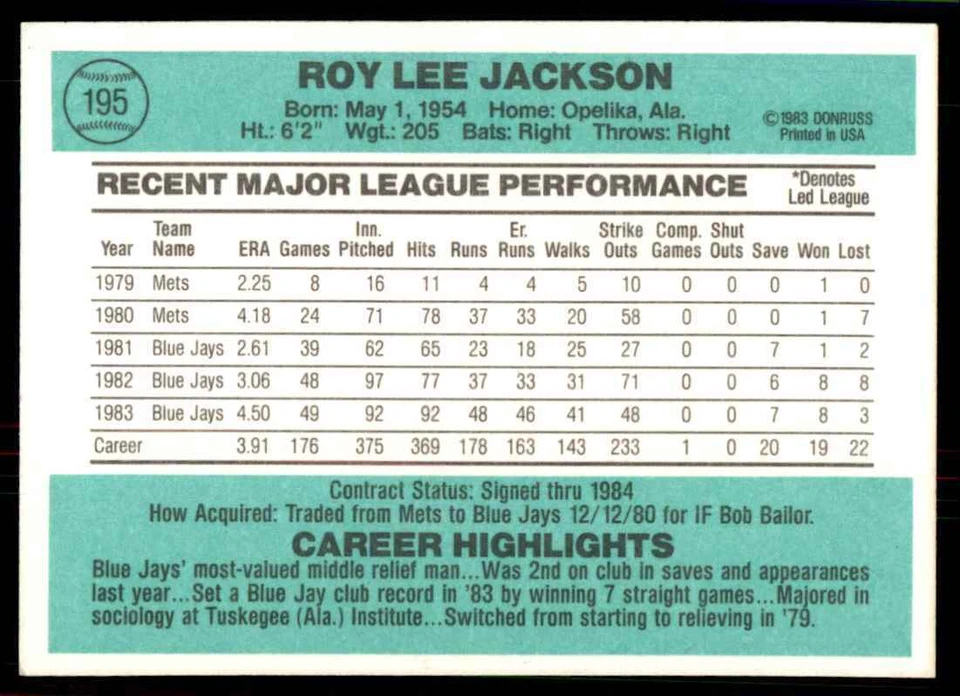 195
ROY LEE JACKSON
Born: May 1, 1954 Home: Opelika, Ala.
Ht.: 6'2" Wgt.: 205 Bats: Right Throws: Right
©1983 DONRUSS
Printed in USA
RECENT MAJOR LEAGUE PERFORMANCE
*Denotes
Led League
Team Inn. Er. Strike Comp. Shut
Year Name ERA Games Pitched Hits Runs Runs Walks Outs Games Outs Save Won Lost
1979 Mets 2.25 8 16 11 4 4 5 10 0 0 0 1 0
1980 Mets 4.18 24 71 78 37 33 20 58 0 0 0 1 7
1981 Blue Jays 2.61 39 62 65 23 18 25 27 0 0 7 1 2
1982 Blue Jays 3.06 48 97 77 37 33 31 71 0 0 6 8 8
1983 Blue Jays 4.50 49 92 92 48 46 41 48 0 0 7 8 3
Career 3.91 176 375 369 178 163 143 233 1 0 20 19 22
Contract Status: Signed thru 1984
How Acquired: Traded from Mets to Blue Jays 12/12/80 for IF Bob Bailor.
CAREER HIGHLIGHTS
Blue Jays' most-valued middle relief man...Was 2nd on club in saves and appearances
last year...Set a Blue Jay club record in '83 by winning 7 straight games...Majored in
sociology at Tuskegee (Ala.) Institute...Switched from starting to relieving in '79.